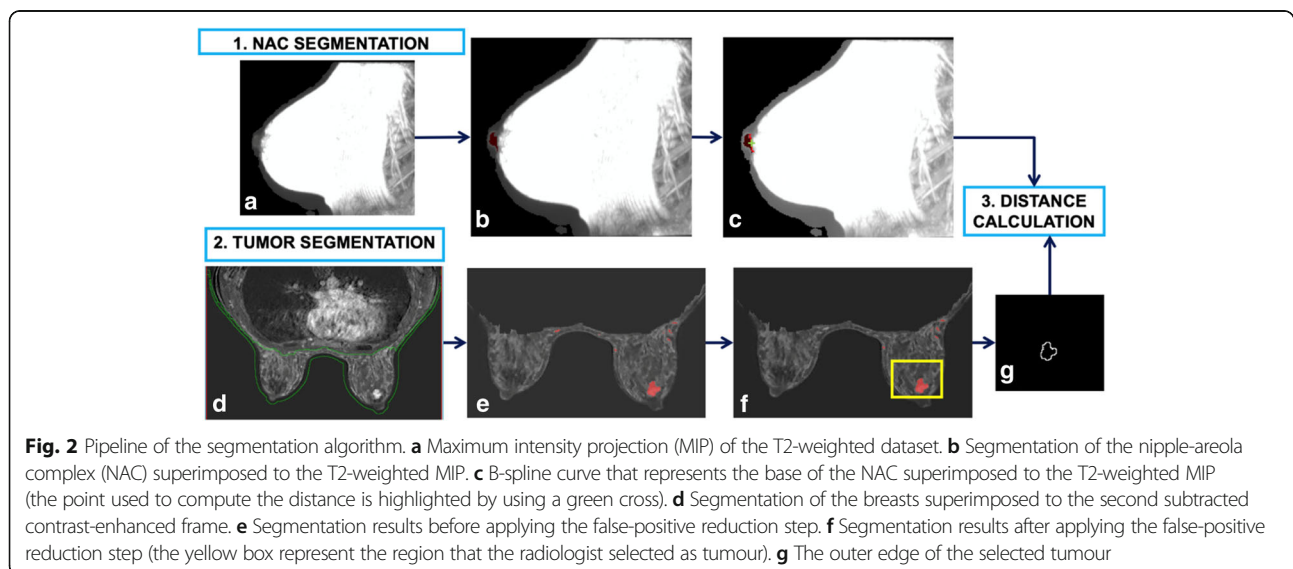 1. NAC SEGMENTATION
a
b
c
3. DISTANCE
CALCULATION
2. TUMOR SEGMENTATION
d
e
f
g
Fig. 2 Pipeline of the segmentation algorithm. a Maximum intensity projection (MIP) of the T2-weighted dataset. b Segmentation of the nipple-areola
complex (NAC) superimposed to the T2-weighted MIP. c B-spline curve that represents the base of the NAC superimposed to the T2-weighted MIP
(the point used to compute the distance is highlighted by using a green cross). d Segmentation of the breasts superimposed to the second subtracted
contrast-enhanced frame. e Segmentation results before applying the false-positive reduction step. f Segmentation results after applying the false-positive
reduction step (the yellow box represent the region that the radiologist selected as tumour). g The outer edge of the selected tumour